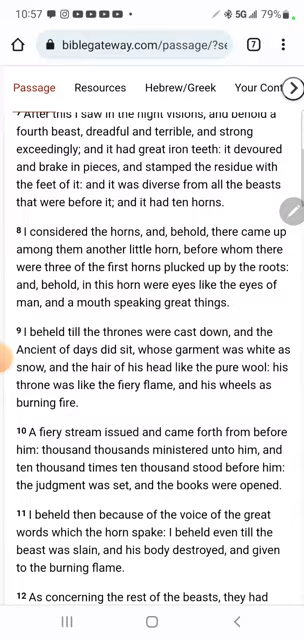 10:57
5G 79%
biblegateway.com/passage/?se
7
Passage Resources Hebrew/Greek Your Cont
7 After this I saw in the night visions, and behold a
fourth beast, dreadful and terrible, and strong
exceedingly; and it had great iron teeth: it devoured
and brake in pieces, and stamped the residue with
the feet of it: and it was diverse from all the beasts
that were before it; and it had ten horns.
8 I considered the horns, and, behold, there came up
among them another little horn, before whom there
were three of the first horns plucked up by the roots:
and, behold, in this horn were eyes like the eyes of
man, and a mouth speaking great things.
9 I beheld till the thrones were cast down, and the
Ancient of days did sit, whose garment was white as
snow, and the hair of his head like the pure wool: his
throne was like the fiery flame, and his wheels as
burning fire.
10 A fiery stream issued and came forth from before
him: thousand thousands ministered unto him, and
ten thousand times ten thousand stood before him:
the judgment was set, and the books were opened.
11 I beheld then because of the voice of the great
words which the horn spake: I beheld even till the
beast was slain, and his body destroyed, and given
to the burning flame.
12 As concerning the rest of the beasts, they had